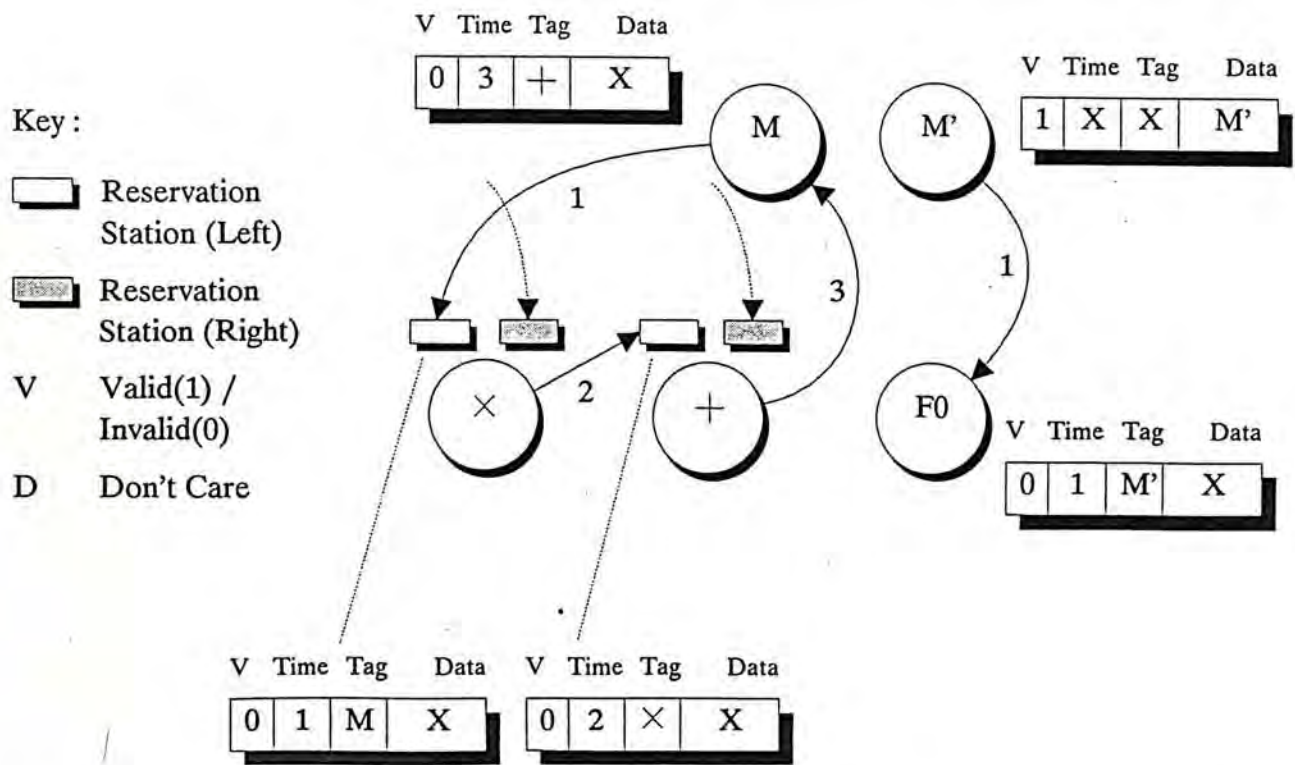 V Time Tag Data
0 3 + X
V Time Tag Data
1 X X M'
Key :
Reservation
Station (Left)
Reservation
Station (Right)
V Valid(1) /
Invalid(0)
D Don't Care
M
M'
1
1
3
2
×
+
F0
V Time Tag Data
0 1 M' X
V Time Tag Data
0 1 M X
V Time Tag Data
0 2 × X